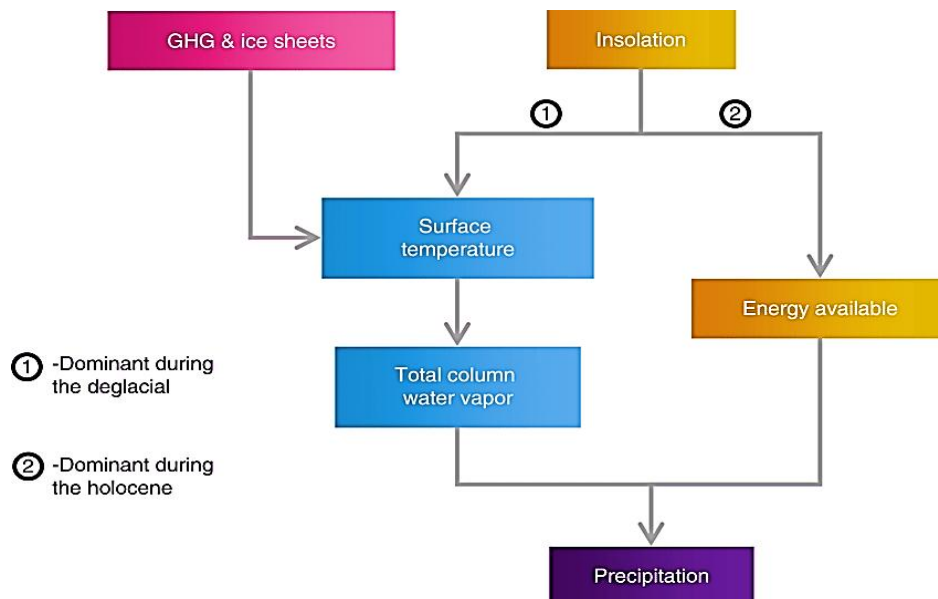 GHG & ice sheets
Insolation
1
2
Surface
temperature
Energy available
1 -Dominant during
the deglacial
Total column
water vapor
2 -Dominant during
the holocene
Precipitation